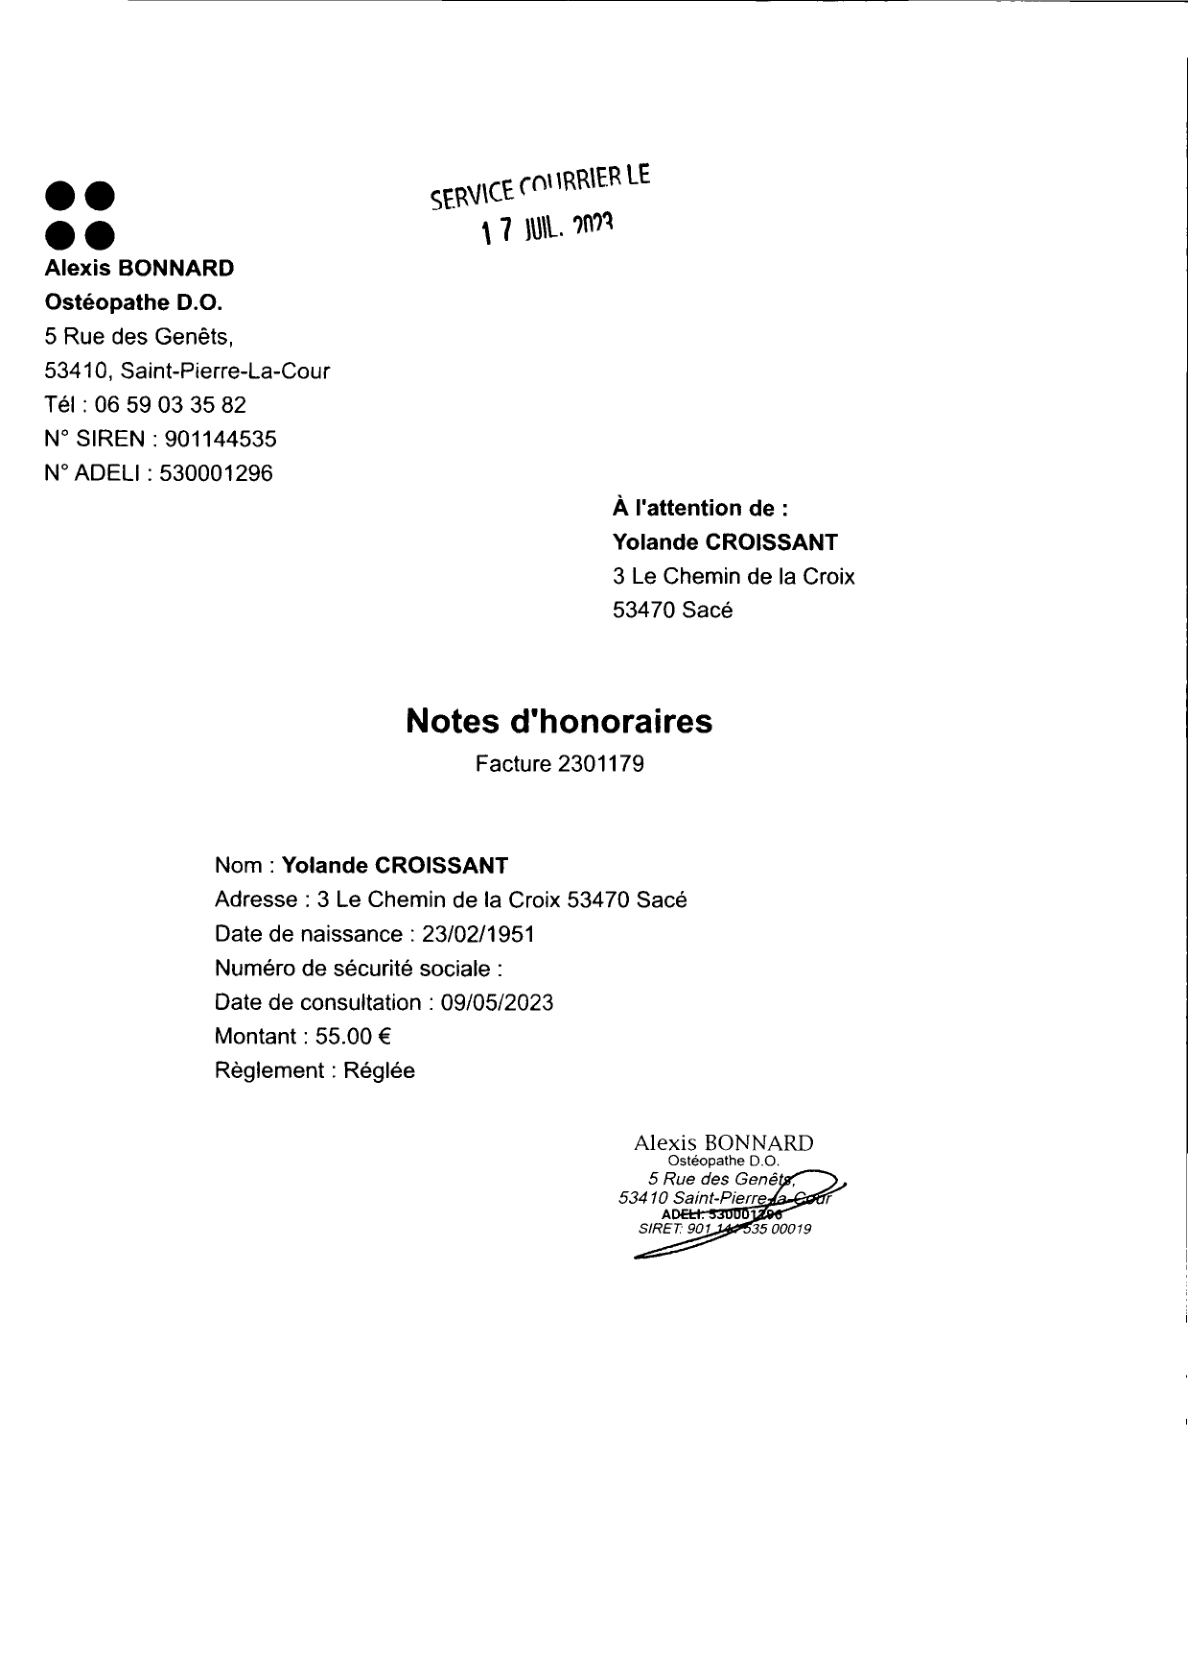 SERVICE COURRIER LE
17 JUIL. 2023
Alexis BONNARD
Ostéopathe D.O.
5 Rue des Genêts,
53410, Saint-Pierre-La-Cour
Tél : 06 59 03 35 82
N° SIREN : 901144535
N° ADELI : 530001296
À l'attention de :
Yolande CROISSANT
3 Le Chemin de la Croix
53470 Sacé
Notes d'honoraires
Facture 2301179
Nom : Yolande CROISSANT
Adresse : 3 Le Chemin de la Croix 53470 Sacé
Date de naissance : 23/02/1951
Numéro de sécurité sociale :
Date de consultation : 09/05/2023
Montant : 55.00 €
Règlement : Réglée
Alexis BONNARD
Ostéopathe D.O.
5 Rue des Genêts,
53410 Saint-Pierre-la-Cour
ADELI: 530001296
SIRET: 901 144 535 00019